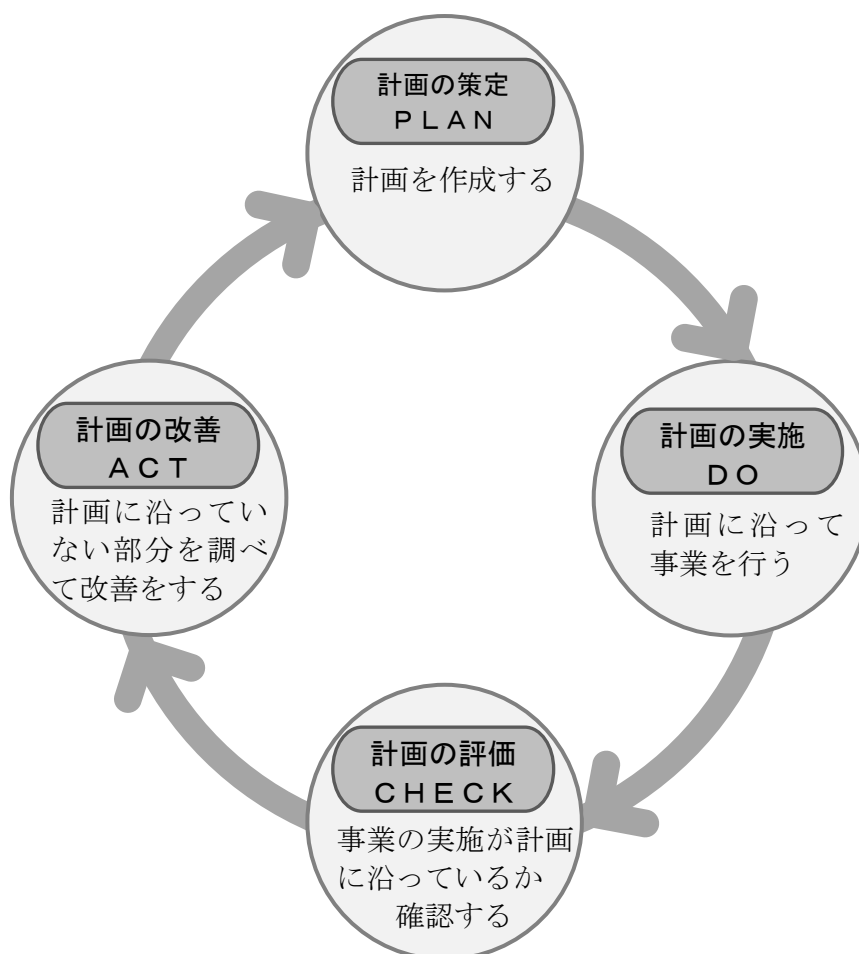 計画の策定
PLAN
計画を作成する
計画の実施
DO
計画に沿って
事業を行う
計画の評価
CHECK
事業の実施が計画
に沿っているか
確認する
計画の改善
ACT
計画に沿ってい
ない部分を調べ
て改善をする